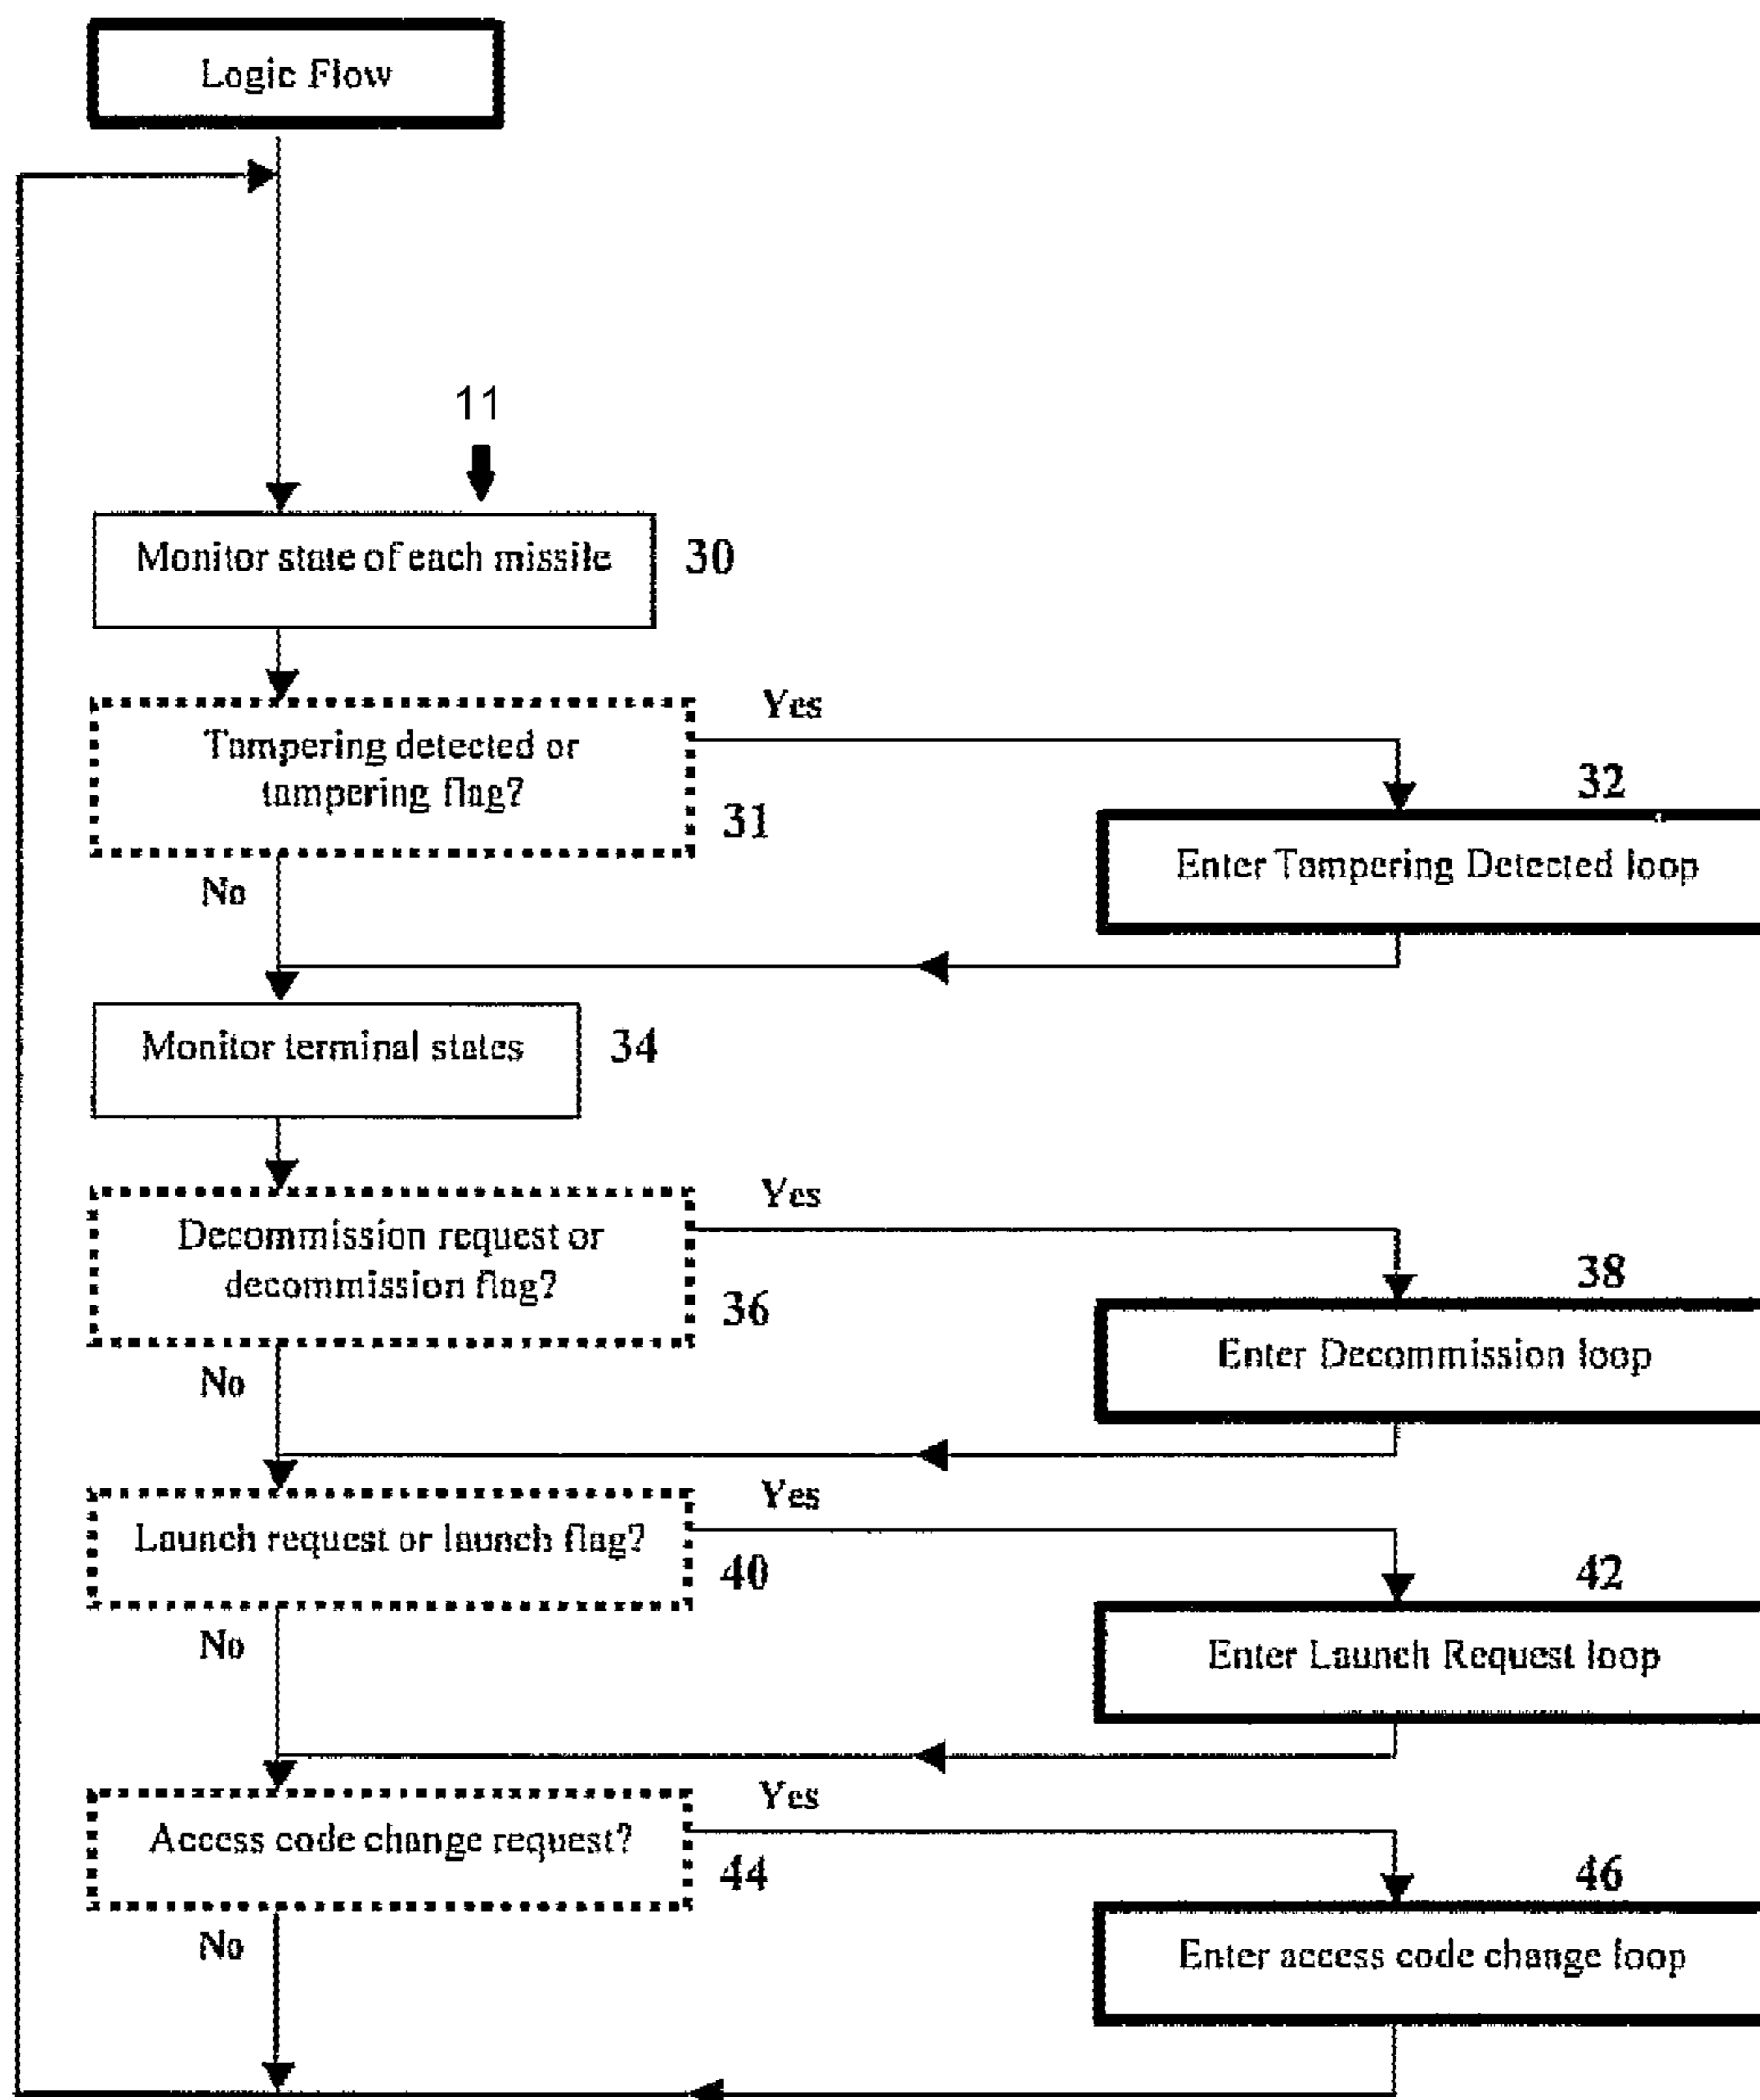 Logic Flow
11
Monitor state of each missile
30
Yes
Tampering detected or
tampering flag?
31
32
Enter Tampering Detected loop
No
Monitor terminal states
34
Yes
Decommission request or
decommission flag?
36
38
Enter Decommission loop
No
Yes
Launch request or launch flag?
40
42
Enter Launch Request loop
No
Yes
Access code change request?
44
46
Enter access code change loop
No